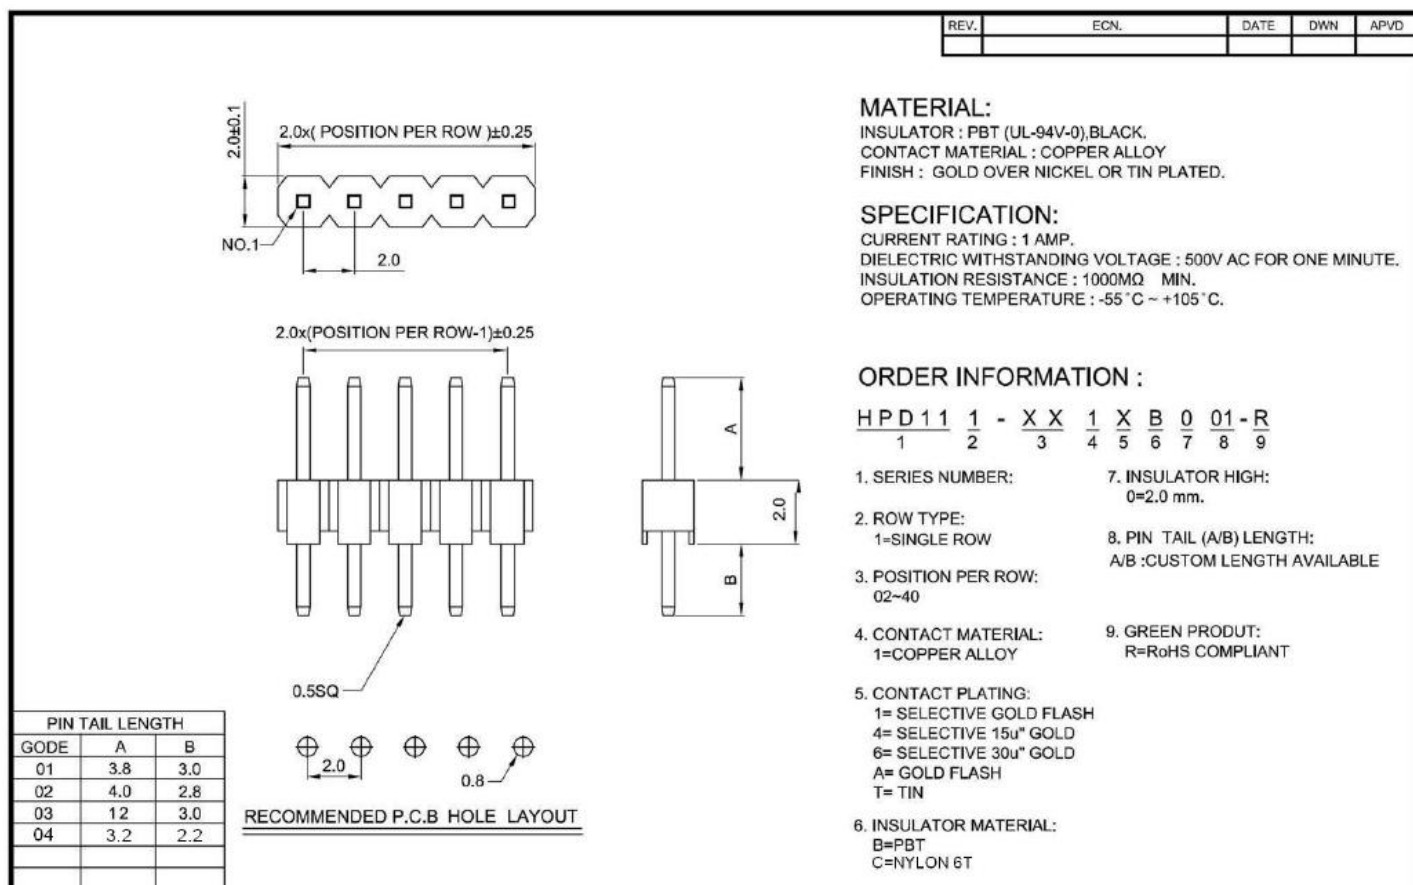 REV. ECN. DATE DWN APVD
2.0±0.1
2.0x( POSITION PER ROW )±0.25
NO.1
2.0
2.0x(POSITION PER ROW-1)±0.25
A
2.0
B
0.5SQ
2.0
0.8
RECOMMENDED P.C.B HOLE LAYOUT
PIN TAIL LENGTH
GODE A B
01 3.8 3.0
02 4.0 2.8
03 12 3.0
04 3.2 2.2
MATERIAL:
INSULATOR : PBT (UL-94V-0),BLACK.
CONTACT MATERIAL : COPPER ALLOY
FINISH : GOLD OVER NICKEL OR TIN PLATED.
SPECIFICATION:
CURRENT RATING : 1 AMP.
DIELECTRIC WITHSTANDING VOLTAGE : 500V AC FOR ONE MINUTE.
INSULATION RESISTANCE : 1000MΩ MIN.
OPERATING TEMPERATURE : -55°C ~ +105°C.
ORDER INFORMATION :
HPD11 1 - XX 1 X B 0 01 - R
1 2 3 4 5 6 7 8 9
1. SERIES NUMBER:
2. ROW TYPE:
1=SINGLE ROW
3. POSITION PER ROW:
02~40
4. CONTACT MATERIAL:
1=COPPER ALLOY
5. CONTACT PLATING:
1= SELECTIVE GOLD FLASH
4= SELECTIVE 15u" GOLD
6= SELECTIVE 30u" GOLD
A= GOLD FLASH
T= TIN
6. INSULATOR MATERIAL:
B=PBT
C=NYLON 6T
7. INSULATOR HIGH:
0=2.0 mm.
8. PIN TAIL (A/B) LENGTH:
A/B :CUSTOM LENGTH AVAILABLE
9. GREEN PRODUT:
R=RoHS COMPLIANT